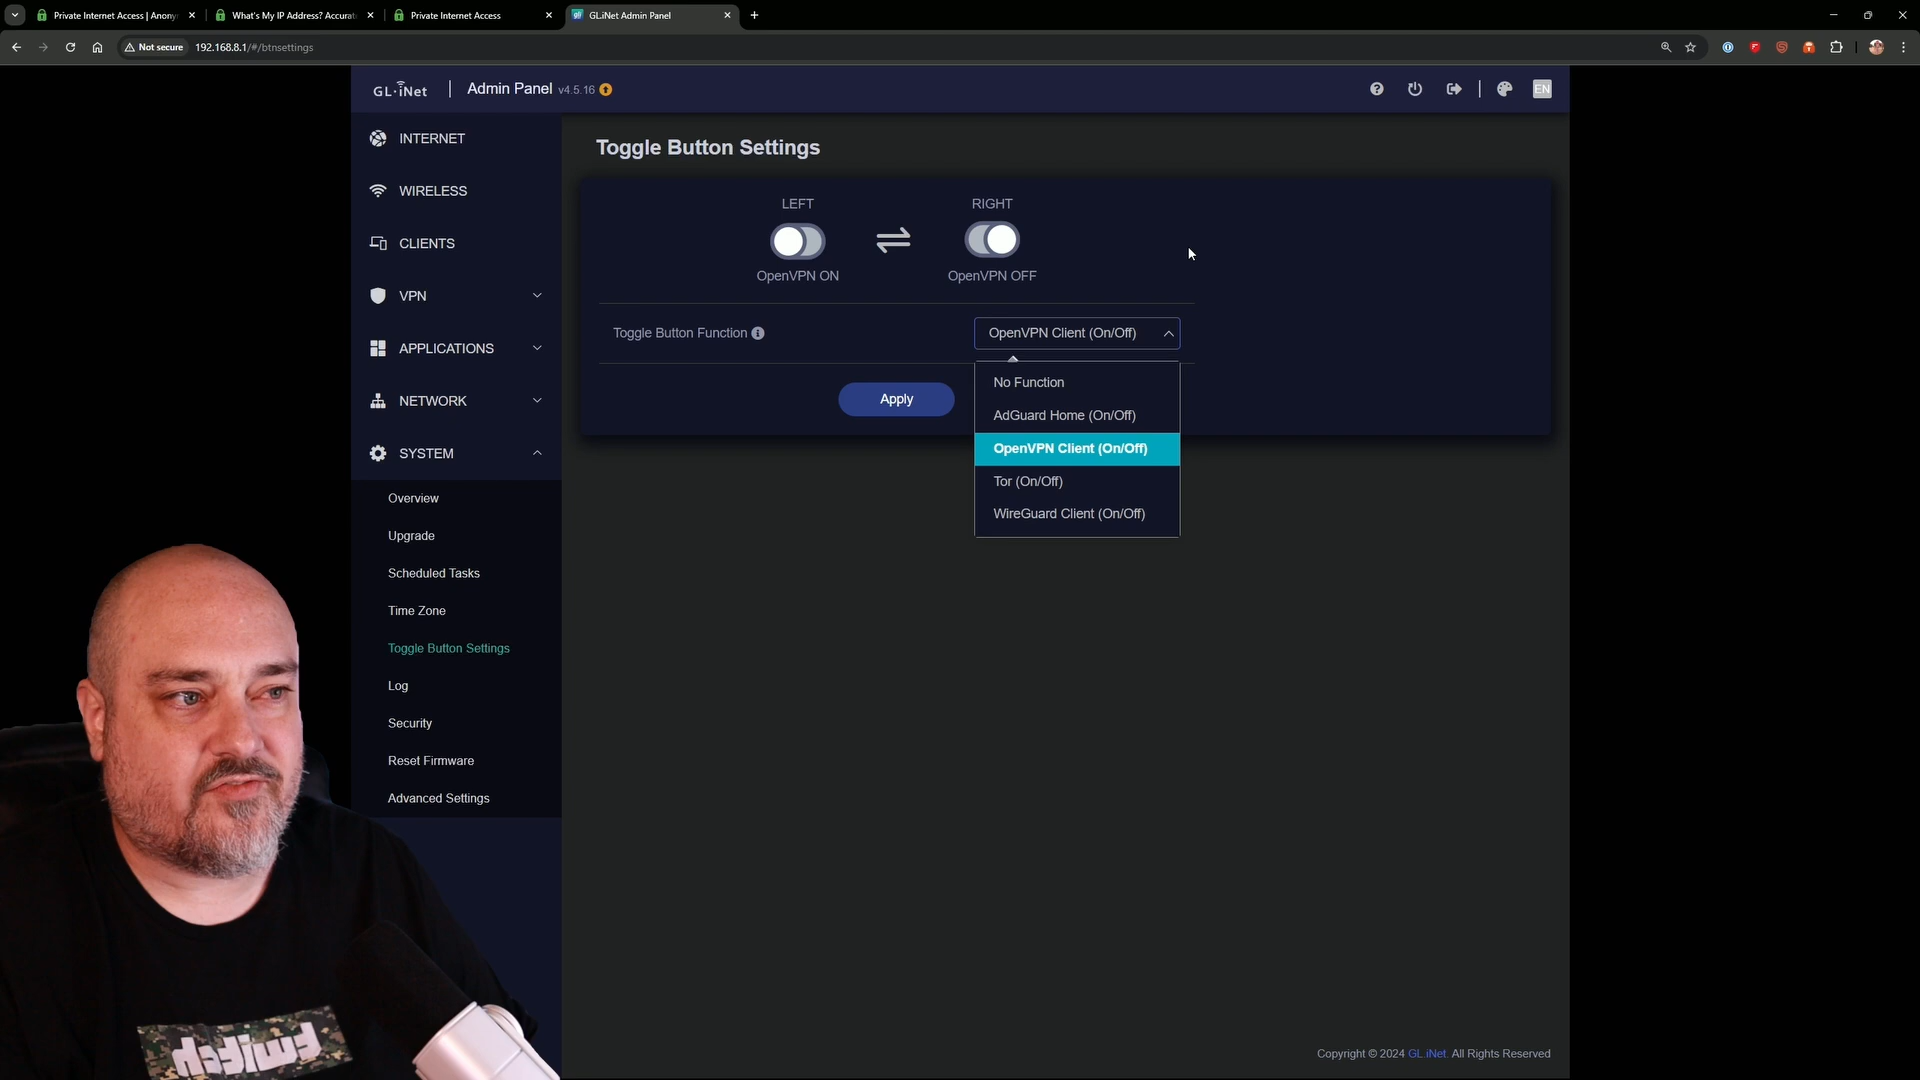 Private Internet Access | Anony
What's My IP Address? Accurat
Private Internet Access
GL.iNet Admin Panel
Not secure
192.168.8.1/#/btnsettings
GL·iNet
Admin Panel v4.5.16
EN
INTERNET
WIRELESS
CLIENTS
VPN
APPLICATIONS
NETWORK
SYSTEM
Overview
Upgrade
Scheduled Tasks
Time Zone
Toggle Button Settings
Log
Security
Reset Firmware
Advanced Settings
Toggle Button Settings
LEFT
RIGHT
OpenVPN ON
OpenVPN OFF
Toggle Button Function
OpenVPN Client (On/Off)
Apply
No Function
AdGuard Home (On/Off)
OpenVPN Client (On/Off)
Tor (On/Off)
WireGuard Client (On/Off)
twitch
Copyright © 2024 GL.iNet. All Rights Reserved